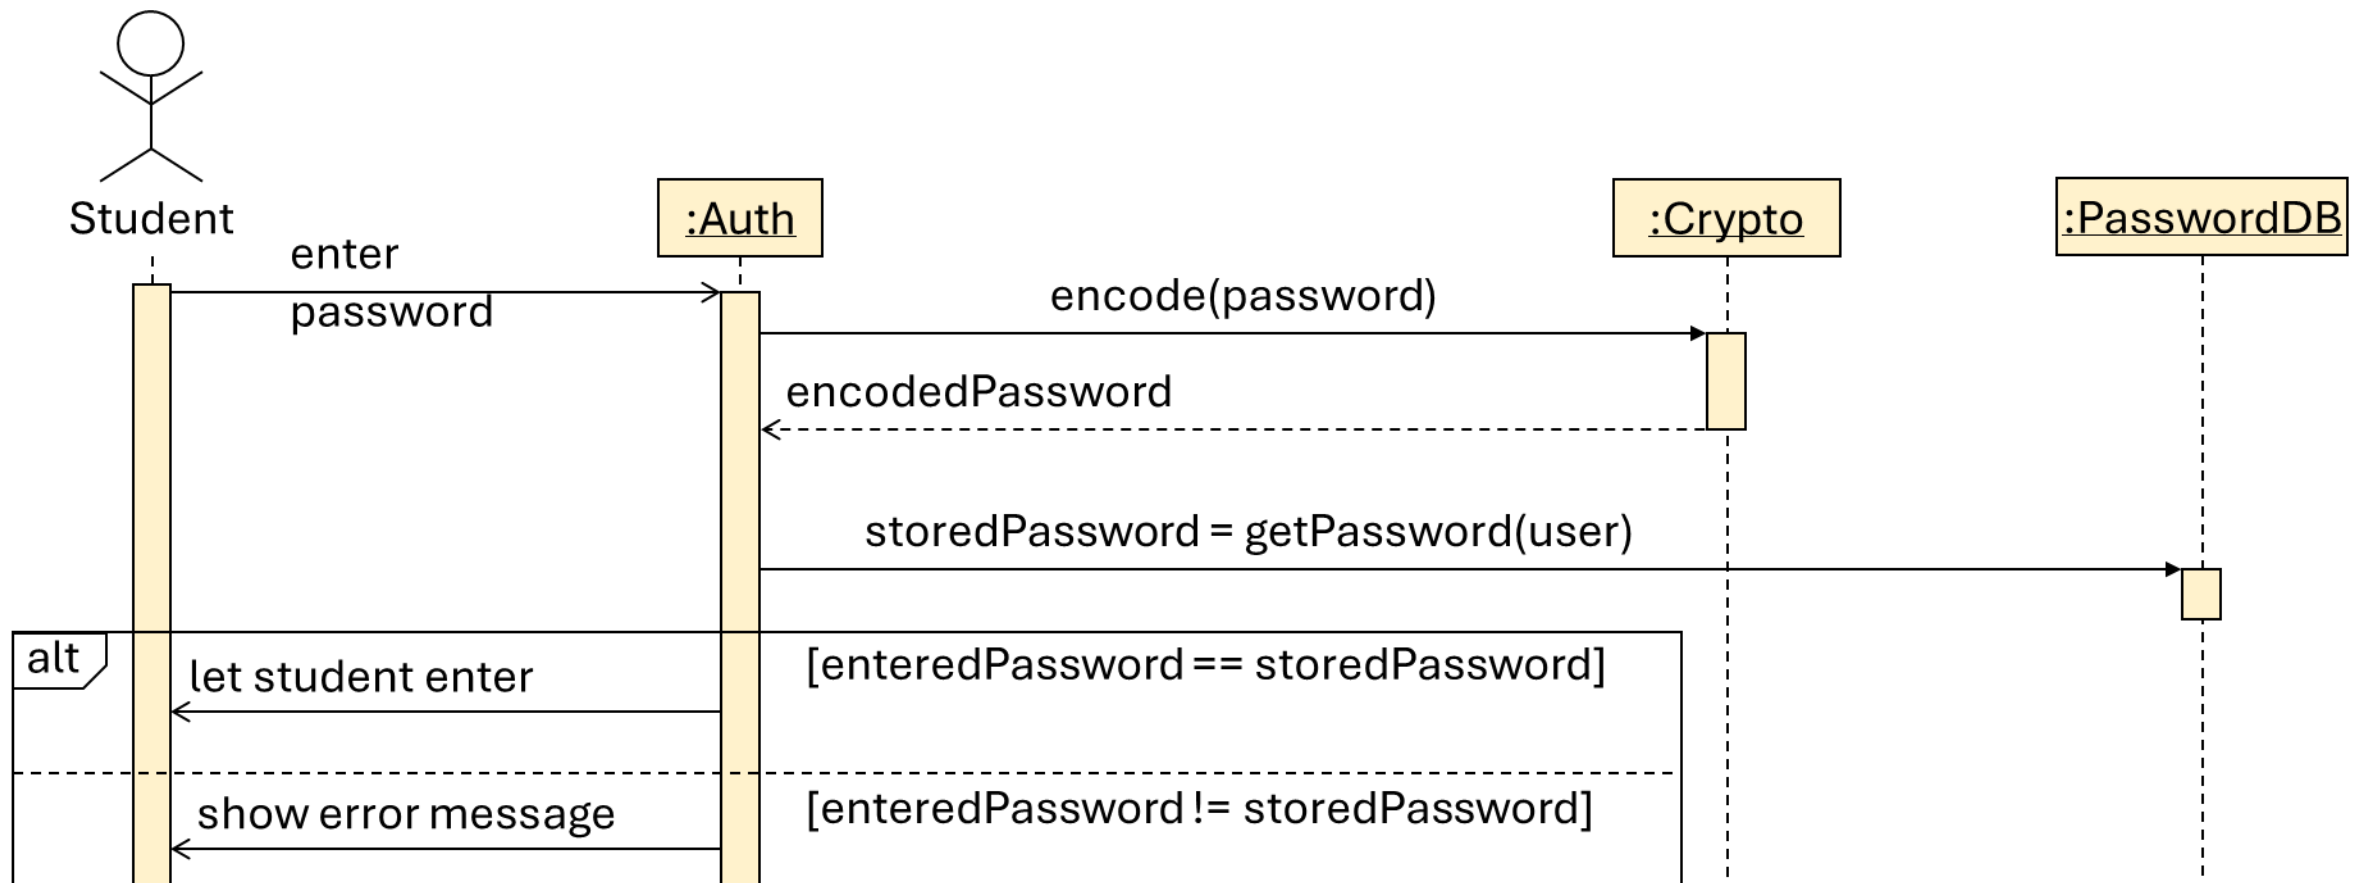 Student
:Auth
:Crypto
:PasswordDB
enter
password
encode(password)
encodedPassword
storedPassword = getPassword(user)
alt
let student enter
[enteredPassword == storedPassword]
show error message
[enteredPassword != storedPassword]